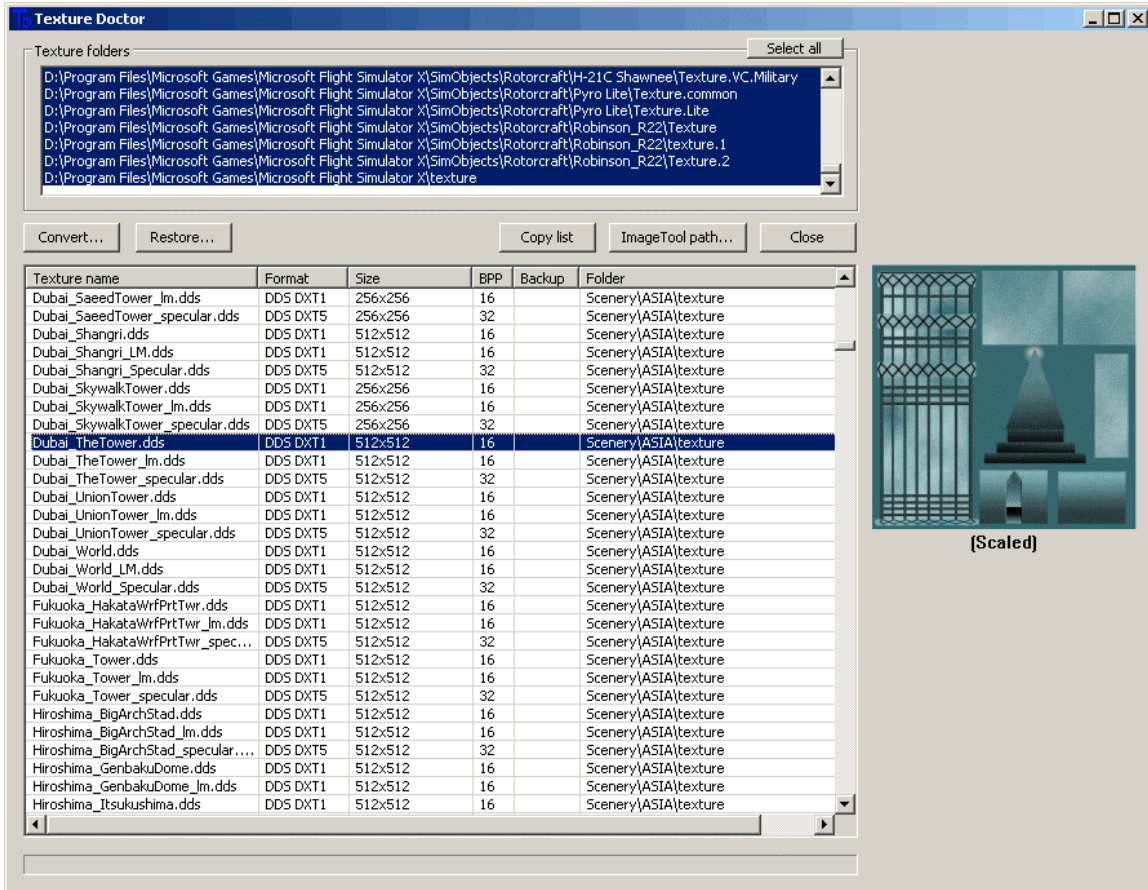 Texture Doctor
Texture folders
Select all
D:\Program Files\Microsoft Games\Microsoft Flight Simulator X\SimObjects\Rotorcraft\H-21C Shawnee\Texture.VC.Military
D:\Program Files\Microsoft Games\Microsoft Flight Simulator X\SimObjects\Rotorcraft\Pyro Lite\Texture.common
D:\Program Files\Microsoft Games\Microsoft Flight Simulator X\SimObjects\Rotorcraft\Pyro Lite\Texture.Lite
D:\Program Files\Microsoft Games\Microsoft Flight Simulator X\SimObjects\Rotorcraft\Robinson_R22\Texture
D:\Program Files\Microsoft Games\Microsoft Flight Simulator X\SimObjects\Rotorcraft\Robinson_R22\texture.1
D:\Program Files\Microsoft Games\Microsoft Flight Simulator X\SimObjects\Rotorcraft\Robinson_R22\Texture.2
D:\Program Files\Microsoft Games\Microsoft Flight Simulator X\texture
Convert... Restore... Copy list ImageTool path... Close
Texture name Format Size BPP Backup Folder
Dubai_SaeedTower_lm.dds DDS DXT1 256x256 16 Scenery\ASIA\texture
Dubai_SaeedTower_specular.dds DDS DXT5 256x256 32 Scenery\ASIA\texture
Dubai_Shangri.dds DDS DXT1 512x512 16 Scenery\ASIA\texture
Dubai_Shangri_LM.dds DDS DXT1 512x512 16 Scenery\ASIA\texture
Dubai_Shangri_Specular.dds DDS DXT5 512x512 32 Scenery\ASIA\texture
Dubai_SkywalkTower.dds DDS DXT1 256x256 16 Scenery\ASIA\texture
Dubai_SkywalkTower_lm.dds DDS DXT1 256x256 16 Scenery\ASIA\texture
Dubai_SkywalkTower_specular.dds DDS DXT5 256x256 32 Scenery\ASIA\texture
Dubai_TheTower.dds DDS DXT1 512x512 16 Scenery\ASIA\texture
Dubai_TheTower_lm.dds DDS DXT1 512x512 16 Scenery\ASIA\texture
Dubai_TheTower_specular.dds DDS DXT5 512x512 32 Scenery\ASIA\texture
Dubai_UnionTower.dds DDS DXT1 512x512 16 Scenery\ASIA\texture
Dubai_UnionTower_lm.dds DDS DXT1 512x512 16 Scenery\ASIA\texture
Dubai_UnionTower_specular.dds DDS DXT5 512x512 32 Scenery\ASIA\texture
Dubai_World.dds DDS DXT1 512x512 16 Scenery\ASIA\texture
Dubai_World_LM.dds DDS DXT1 512x512 16 Scenery\ASIA\texture
Dubai_World_Specular.dds DDS DXT5 512x512 32 Scenery\ASIA\texture
Fukuoka_HakataWrfPrtTwr.dds DDS DXT1 512x512 16 Scenery\ASIA\texture
Fukuoka_HakataWrfPrtTwr_lm.dds DDS DXT1 512x512 16 Scenery\ASIA\texture
Fukuoka_HakataWrfPrtTwr_spec... DDS DXT5 512x512 32 Scenery\ASIA\texture
Fukuoka_Tower.dds DDS DXT1 512x512 16 Scenery\ASIA\texture
Fukuoka_Tower_lm.dds DDS DXT1 512x512 16 Scenery\ASIA\texture
Fukuoka_Tower_specular.dds DDS DXT5 512x512 32 Scenery\ASIA\texture
Hiroshima_BigArchStad.dds DDS DXT1 512x512 16 Scenery\ASIA\texture
Hiroshima_BigArchStad_lm.dds DDS DXT1 512x512 16 Scenery\ASIA\texture
Hiroshima_BigArchStad_specular.... DDS DXT5 512x512 32 Scenery\ASIA\texture
Hiroshima_GenbakuDome.dds DDS DXT1 512x512 16 Scenery\ASIA\texture
Hiroshima_GenbakuDome_lm.dds DDS DXT1 512x512 16 Scenery\ASIA\texture
Hiroshima_Itsukushima.dds DDS DXT1 512x512 16 Scenery\ASIA\texture
(Scaled)